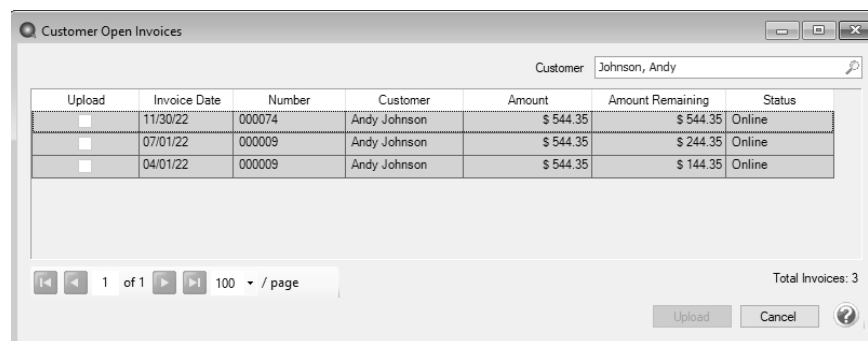 Customer Open Invoices
Customer Johnson, Andy
Upload Invoice Date Number Customer Amount Amount Remaining Status
11/30/22 000074 Andy Johnson $ 544.35 $ 544.35 Online
07/01/22 000009 Andy Johnson $ 544.35 $ 244.35 Online
04/01/22 000009 Andy Johnson $ 544.35 $ 144.35 Online
1 of 1 100 / page Total Invoices: 3
Upload Cancel ?